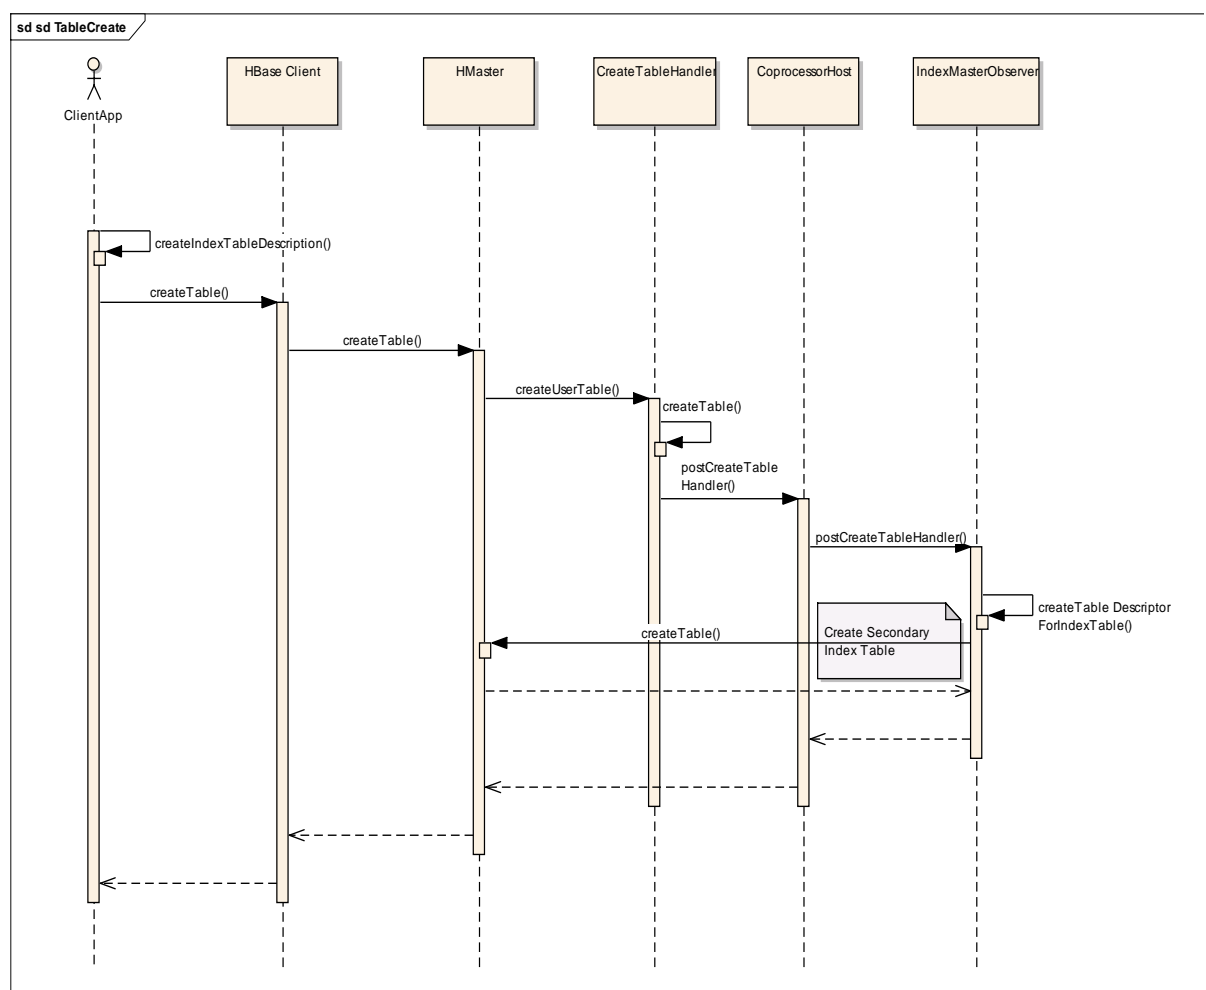 sd sd TableCreate
ClientApp
HBase Client
HMaster
CreateTableHandler
CoprocessorHost
IndexMasterObserver
createIndexTableDescription()
createTable()
createTable()
createUserTable()
createTable()
postCreateTable
Handler()
postCreateTableHandler()
createTable Descriptor
ForIndexTable()
createTable()
Create Secondary
Index Table